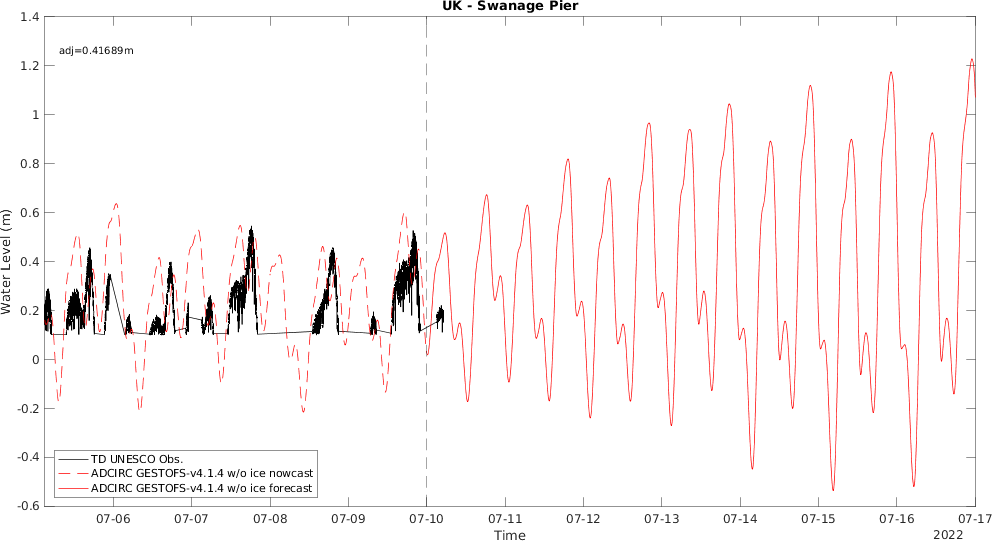 UK - Swanage Pier
adj=0.41689m
1.4
1.2
1
0.8
0.6
0.4
0.2
0
-0.2
-0.4
-0.6
Water Level (m)
TD UNESCO Obs.
ADCIRC GESTOFS-v4.1.4 w/o ice nowcast
ADCIRC GESTOFS-v4.1.4 w/o ice forecast
07-06 07-07 07-08 07-09 07-10 07-11 07-12 07-13 07-14 07-15 07-16 07-17
Time
2022